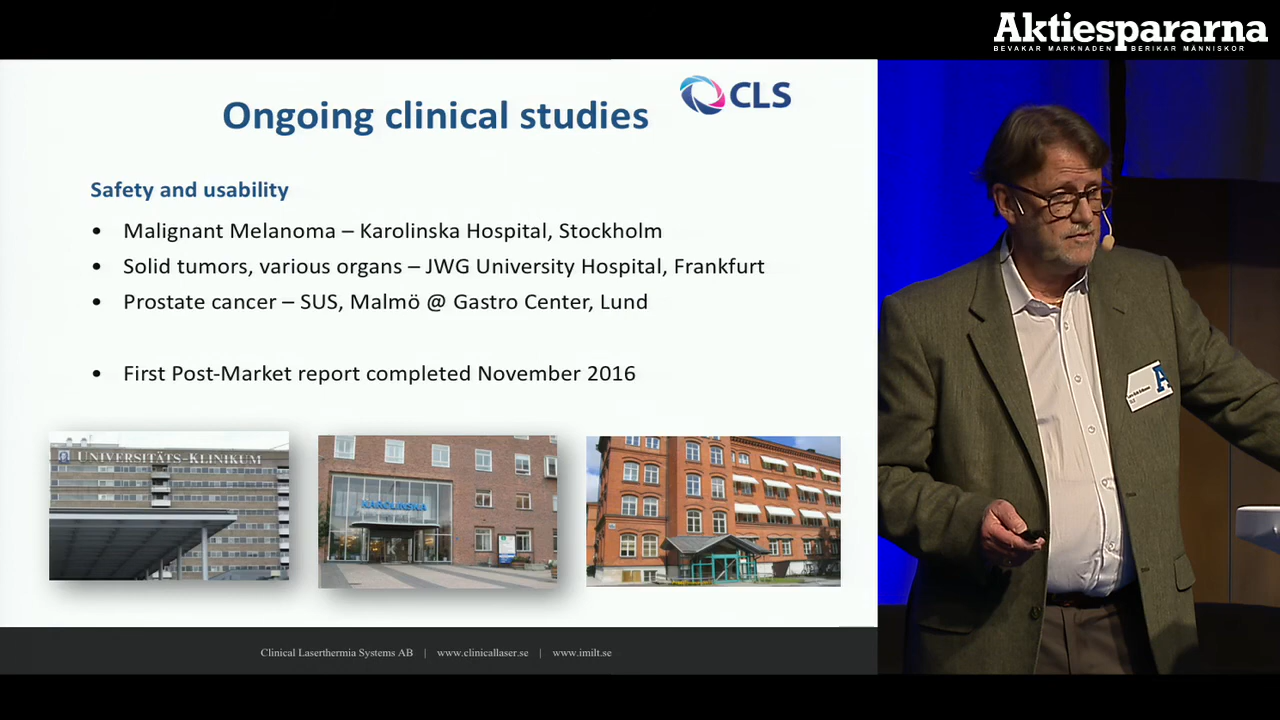 Aktiespararna
BEVAKAR MARKNADEN BERIKAR MÄNNISKOR
CLS
Ongoing clinical studies
Safety and usability
• Malignant Melanoma – Karolinska Hospital, Stockholm
• Solid tumors, various organs – JWG University Hospital, Frankfurt
• Prostate cancer – SUS, Malmö @ Gastro Center, Lund
• First Post-Market report completed November 2016
UNIVERSITÄTS-KLINIKUM
KAROLINSKA
A
Clinical Laserthermia Systems AB | www.clinicallaser.se | www.imilt.se